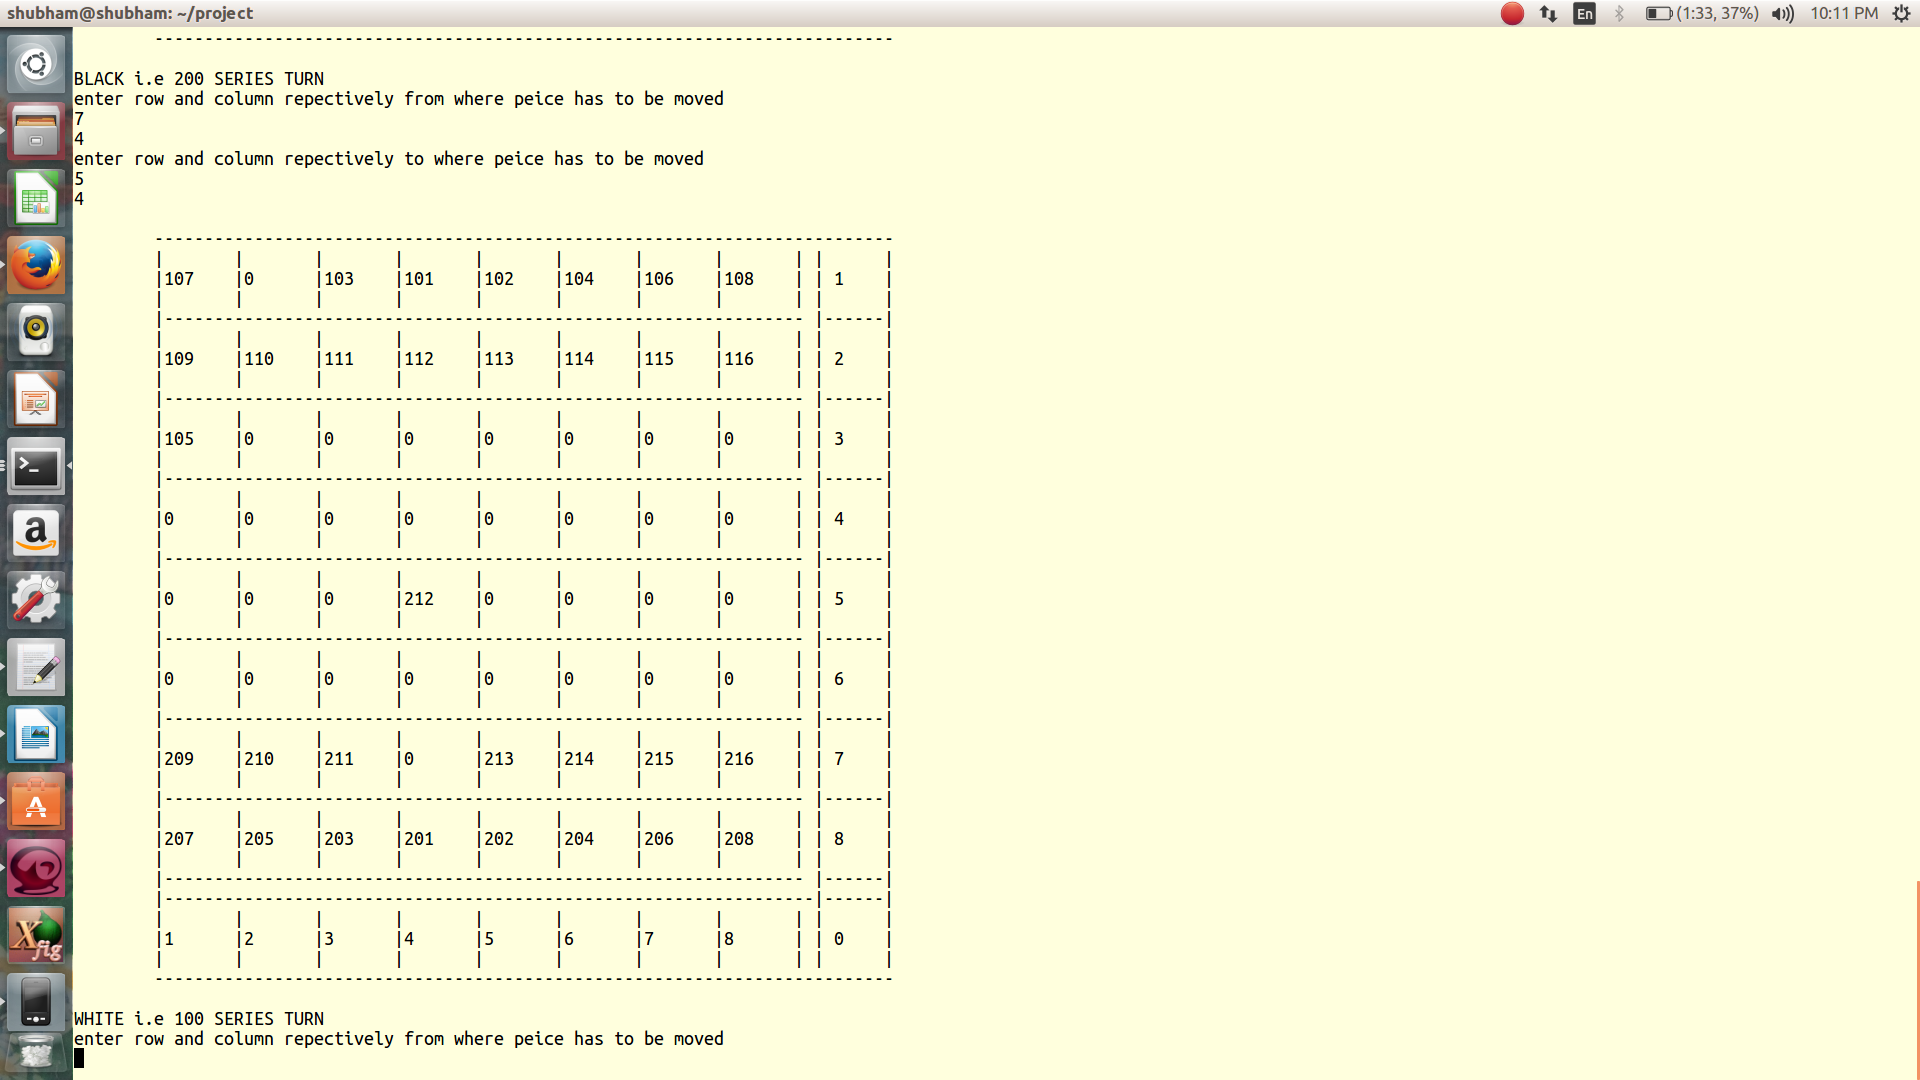 shubham@shubham: ~/project
En (1:33, 37%) 10:11 PM
--------------------------------------------------------------------------
BLACK i.e 200 SERIES TURN
enter row and column repectively from where peice has to be moved
7
4
enter row and column repectively to where peice has to be moved
5
4
--------------------------------------------------------------------------
|107 |0 |103 |101 |102 |104 |106 |108 | | 1 |
|109 |110 |111 |112 |113 |114 |115 |116 | | 2 |
|105 |0 |0 |0 |0 |0 |0 |0 | | 3 |
|0 |0 |0 |0 |0 |0 |0 |0 | | 4 |
|0 |0 |0 |212 |0 |0 |0 |0 | | 5 |
|0 |0 |0 |0 |0 |0 |0 |0 | | 6 |
|209 |210 |211 |0 |213 |214 |215 |216 | | 7 |
|207 |205 |203 |201 |202 |204 |206 |208 | | 8 |
|1 |2 |3 |4 |5 |6 |7 |8 | | 0 |
--------------------------------------------------------------------------
WHITE i.e 100 SERIES TURN
enter row and column repectively from where peice has to be moved
>_
a
A
X
fig